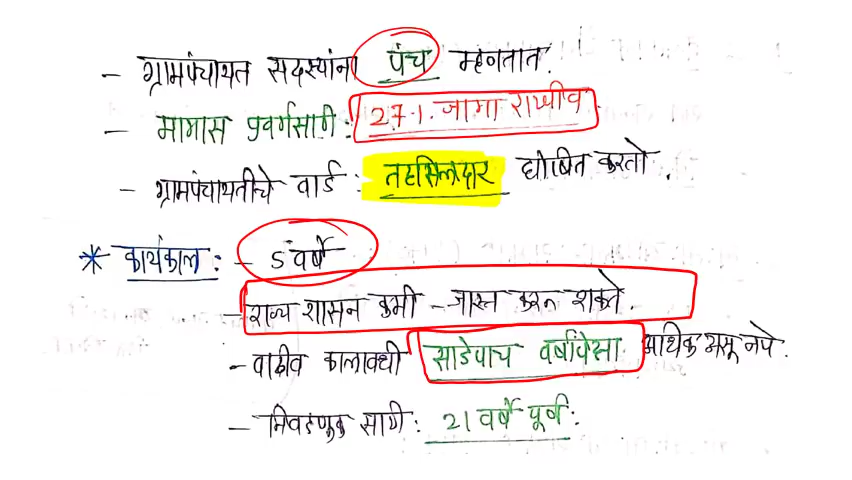 - ग्रामपंचायत सदस्यांना पंच म्हणतात.
- मागास प्रवर्गसाठी : 27% जागा राखीव.
- ग्रामपंचायतीचे वार्ड : तहसिलदार घोषित करतो.
* कार्यकाल : - 5 वर्षे
- राज्य शासन कमी - जास्त करू शकते.
- वाढीव कालावधी साडेपाच वर्षापेक्षा अधिक असू नये.
- निवडणूक साठी : 21 वर्षे पूर्ण.